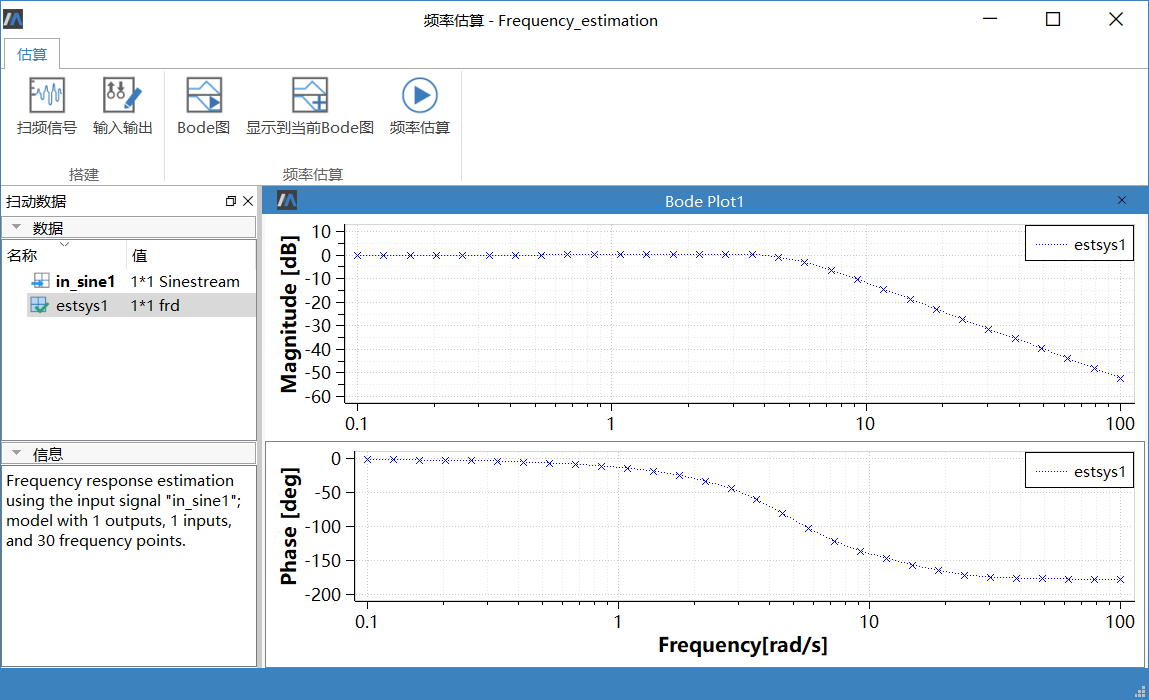 频率估算 - Frequency_estimation
估算
扫频信号
输入输出
Bode图
显示到当前Bode图
频率估算
搭建
频率估算
扫动数据
数据
名称
值
in_sine1
1*1 Sinestream
estsys1
1*1 frd
信息
Frequency response estimation
using the input signal "in_sine1";
model with 1 outputs, 1 inputs,
and 30 frequency points.
Bode Plot1
Magnitude [dB]
10
0
-10
-20
-30
-40
-50
-60
estsys1
0.1
1
10
100
Phase [deg]
0
-50
-100
-150
-200
estsys1
0.1
1
10
100
Frequency[rad/s]